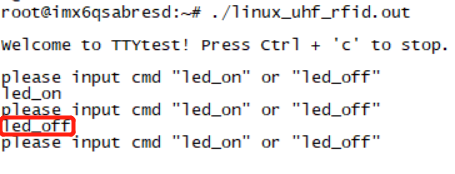 root@imx6qsabresd:~# ./linux_uhf_rfid.out
Welcome to TTYtest! Press Ctrl + 'c' to stop.
please input cmd "led_on" or "led_off"
led_on
please input cmd "led_on" or "led_off"
led_off
please input cmd "led_on" or "led_off"